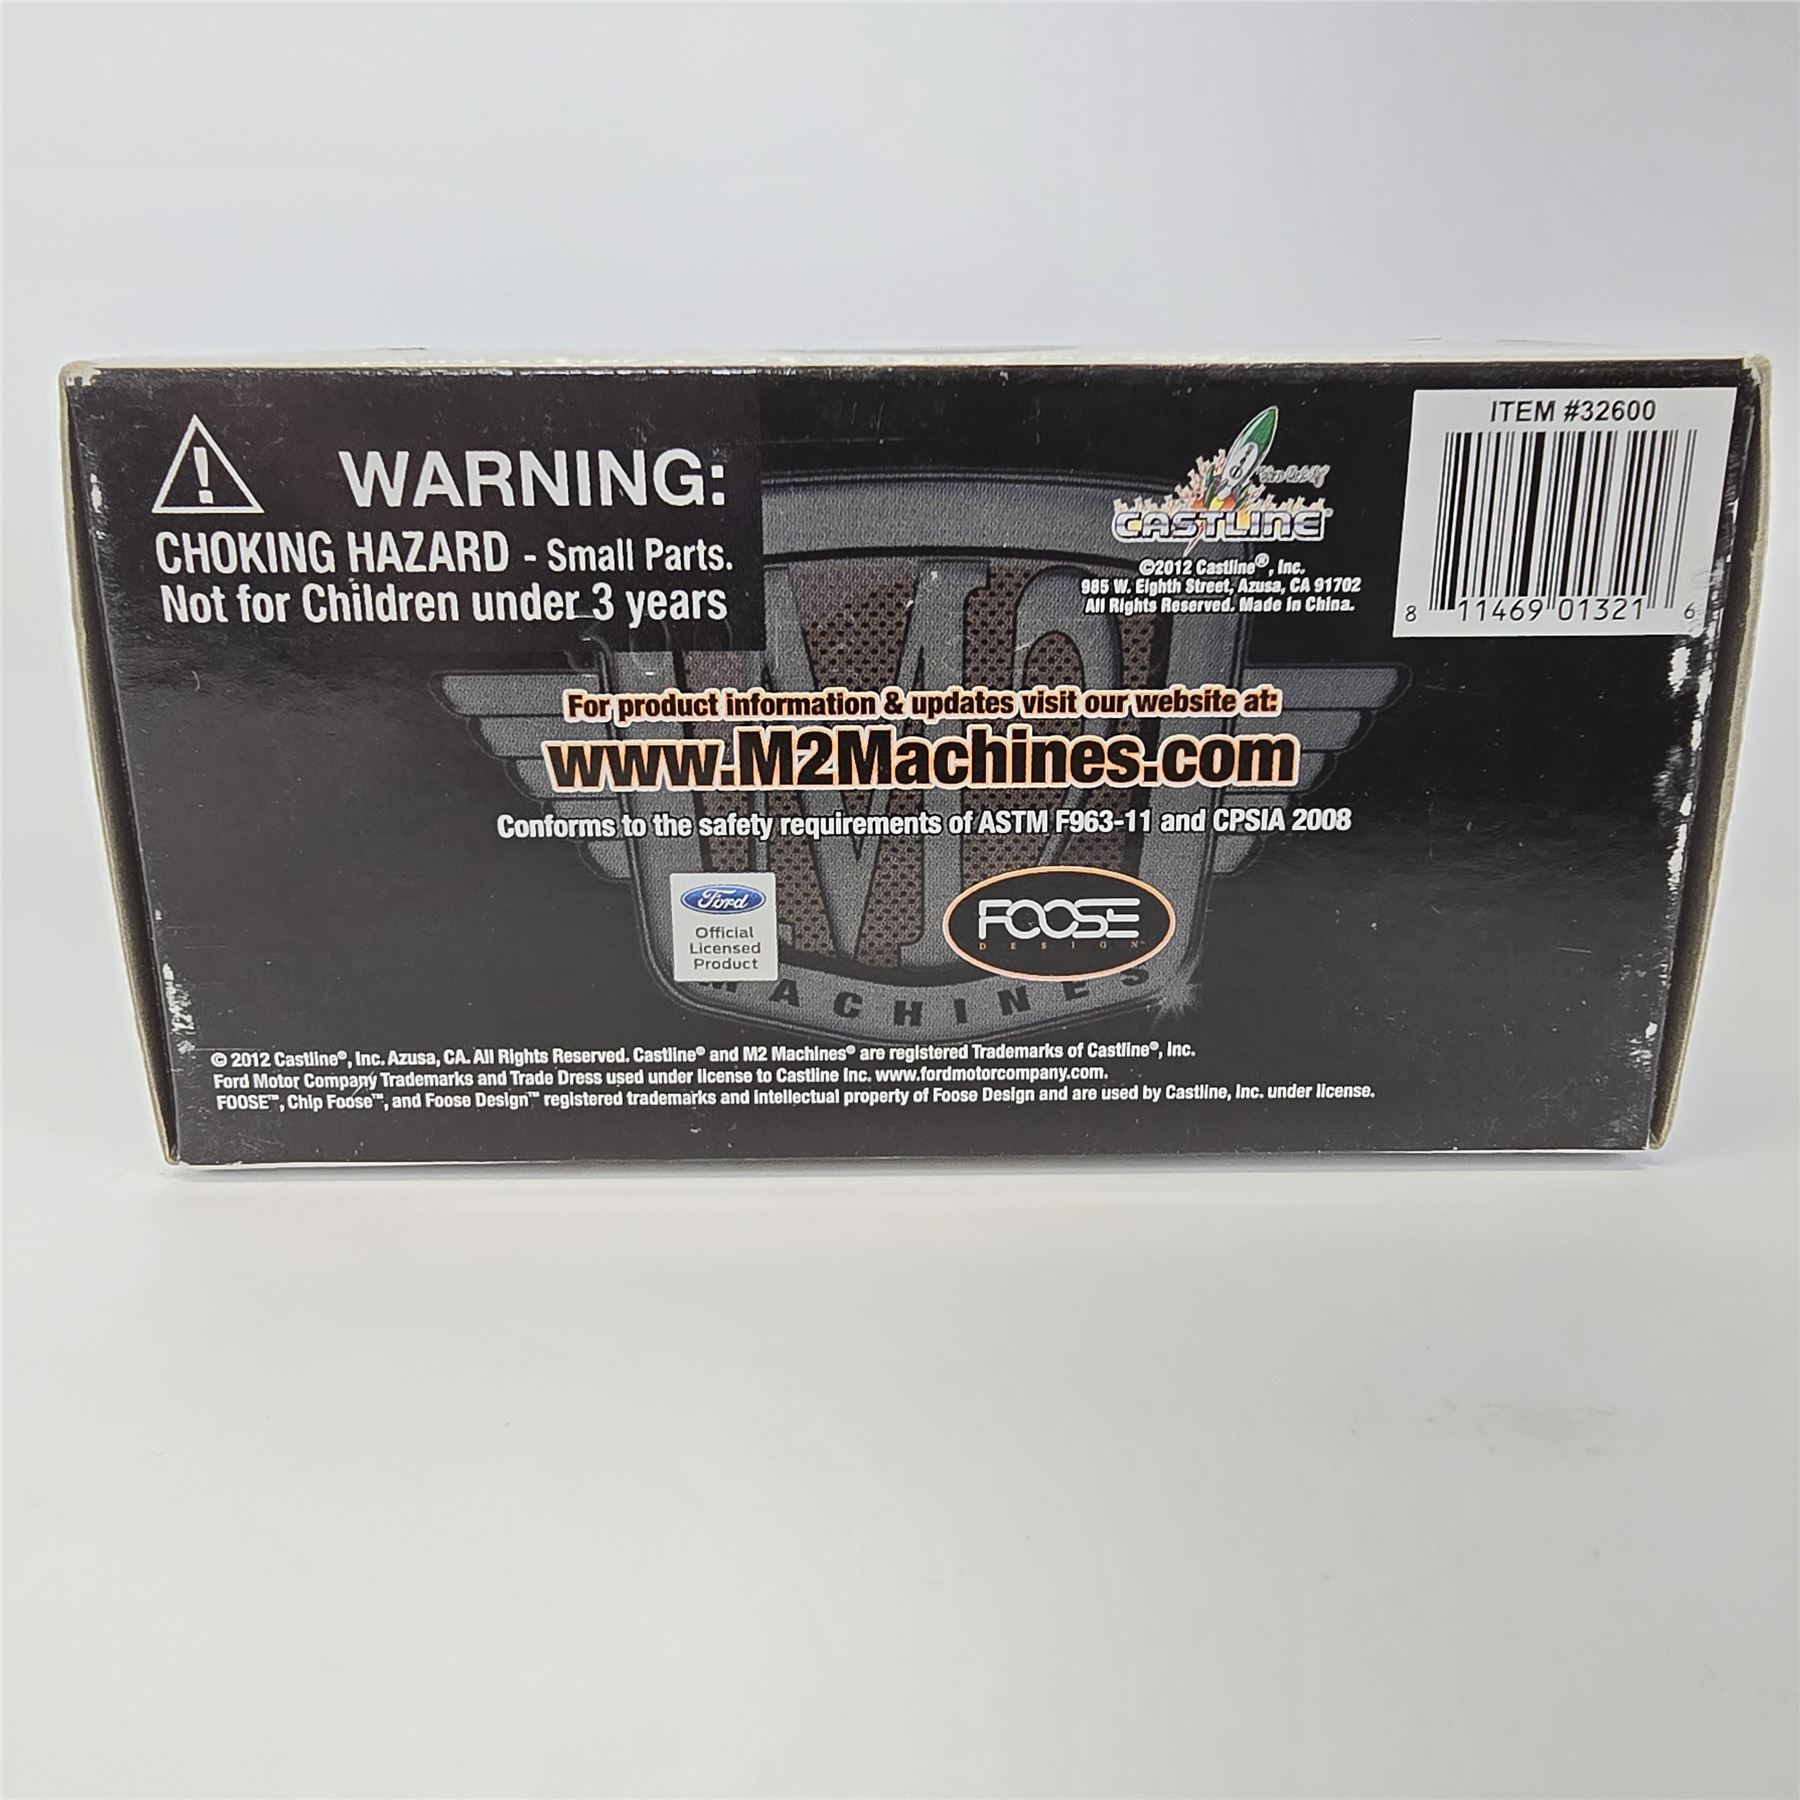 WARNING:
CHOKING HAZARD - Small Parts.
Not for Children under 3 years
CASTLINE®
©2012 Castline®, Inc.
985 W. Eighth Street, Azusa, CA 91702
All Rights Reserved. Made in China.
ITEM #32600
8 11469 01321 6
For product information & updates visit our website at:
www.M2Machines.com
Conforms to the safety requirements of ASTM F963-11 and CPSIA 2008
Ford
Official
Licensed
Product
FOOSE
DESIGN™
M2
MACHINES
© 2012 Castline®, Inc. Azusa, CA. All Rights Reserved. Castline® and M2 Machines® are registered Trademarks of Castline®, Inc.
Ford Motor Company Trademarks and Trade Dress used under license to Castline Inc. www.fordmotorcompany.com.
FOOSE™, Chip Foose™, and Foose Design™ registered trademarks and intellectual property of Foose Design and are used by Castline, Inc. under license.